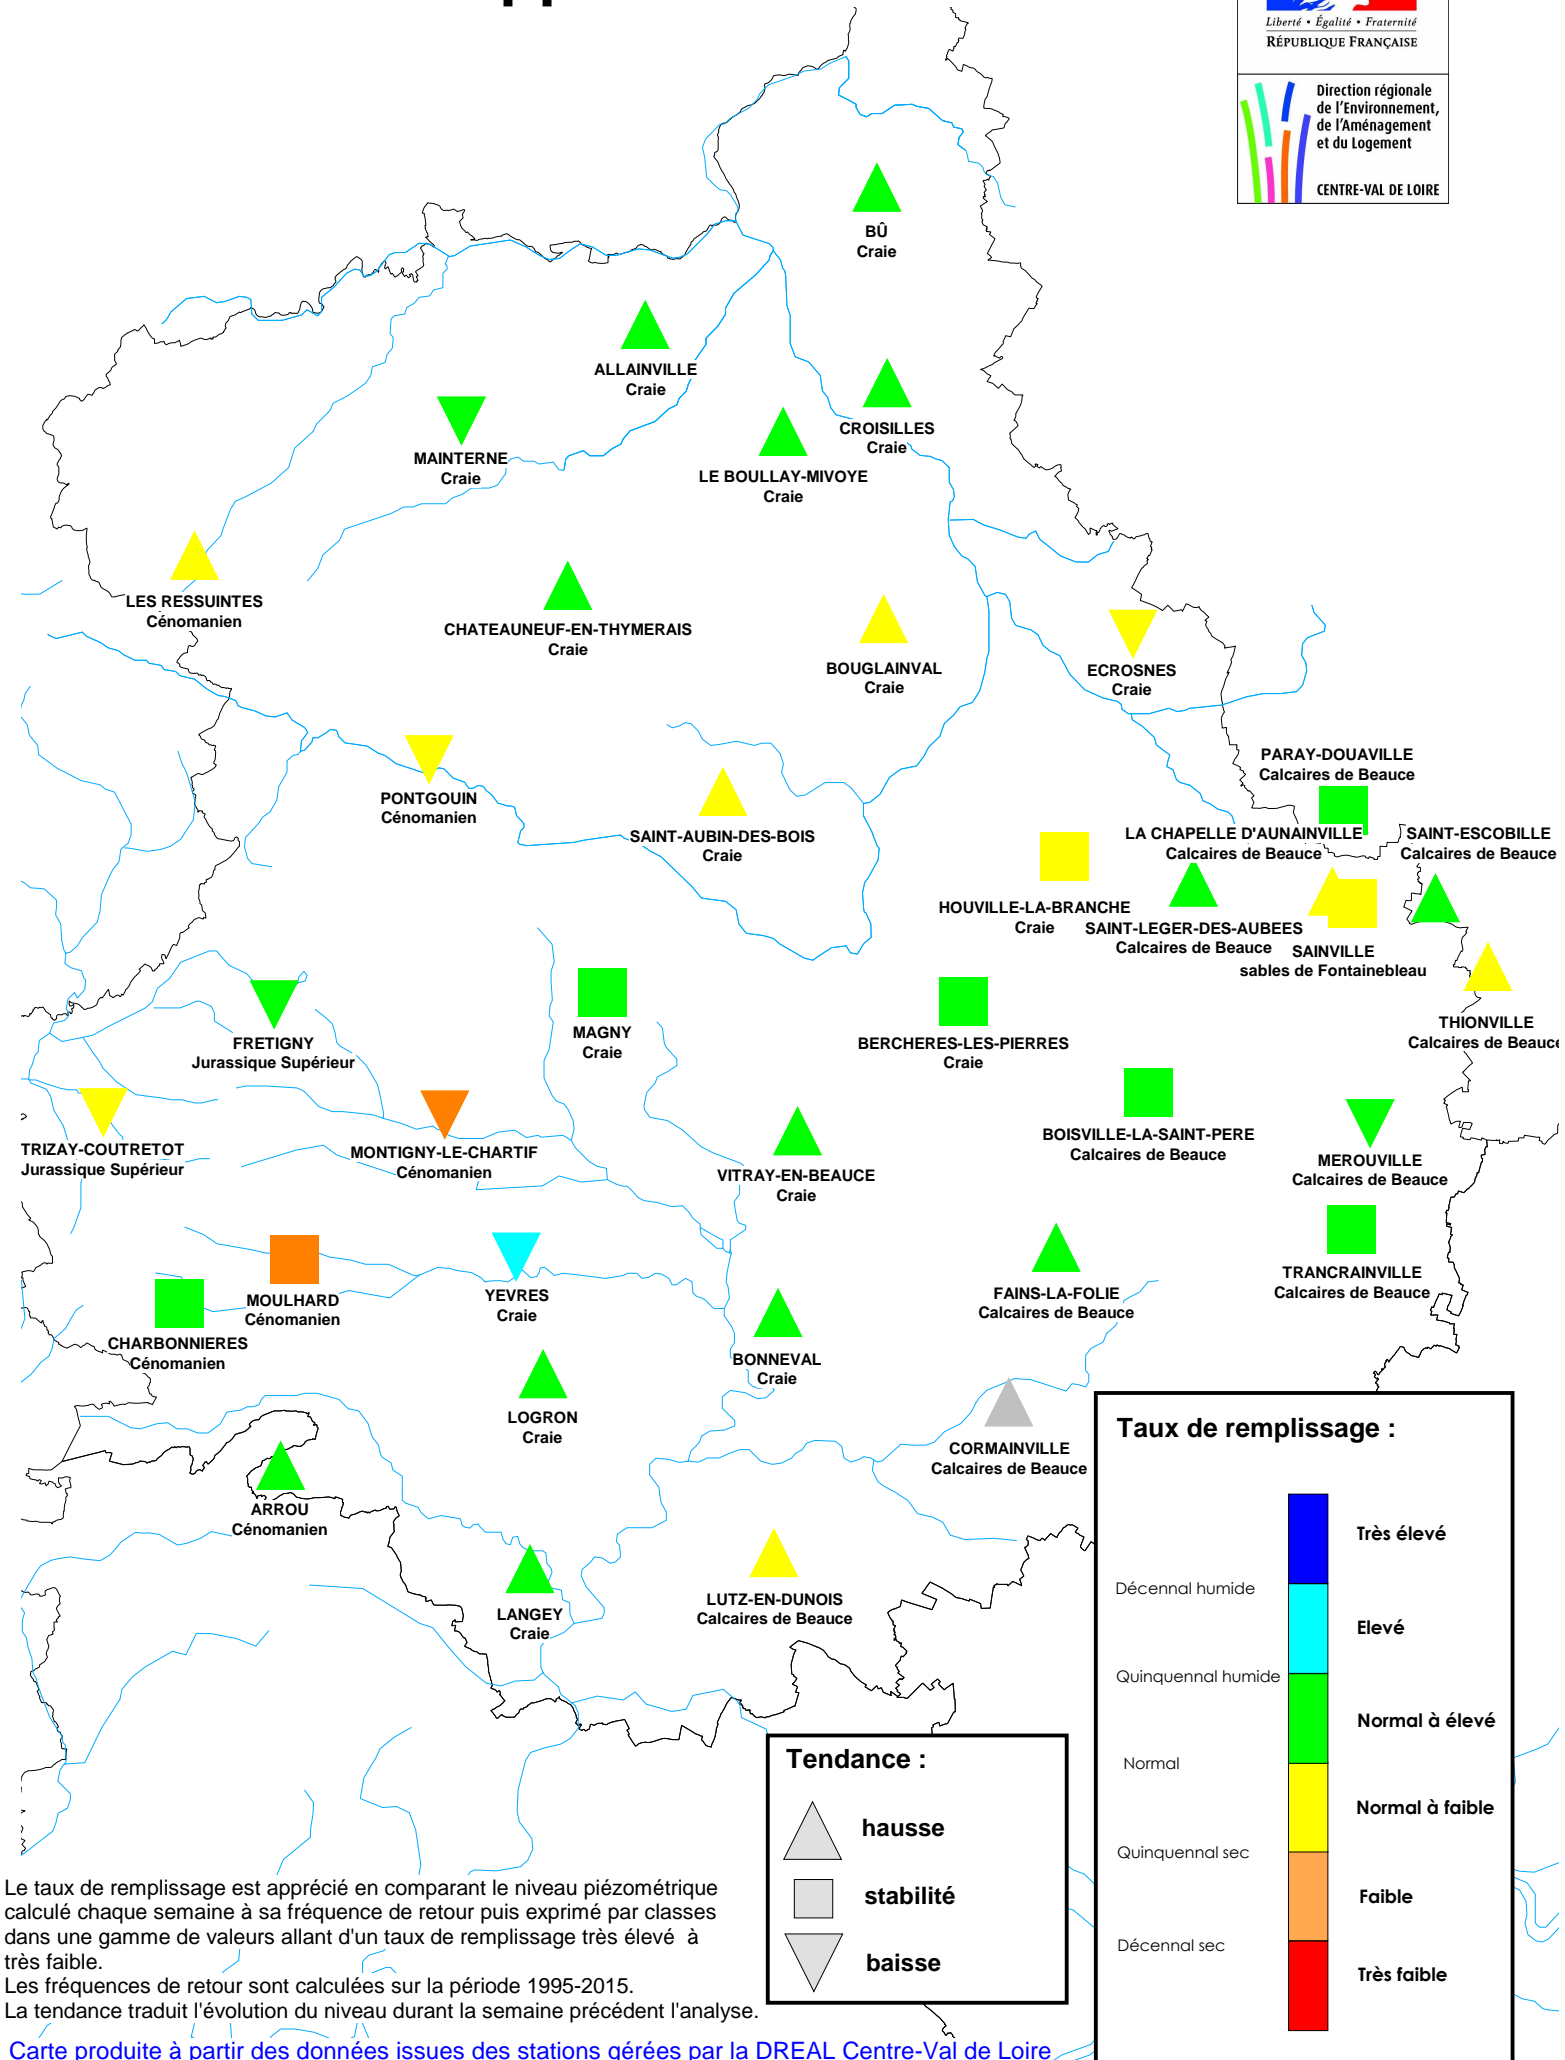 Liberté • Égalité • Fraternité
RÉPUBLIQUE FRANÇAISE
Direction régionale
de l'Environnement,
de l'Aménagement
et du Logement
CENTRE-VAL DE LOIRE
BÛ
Craie
ALLAINVILLE
Craie
CROISILLES
Craie
MAINTERNE
Craie
LE BOULLAY-MIVOYE
Craie
LES RESSUINTES
Cénomanien
CHATEAUNEUF-EN-THYMERAIS
Craie
BOUGLAINVAL
Craie
ECROSNES
Craie
PARAY-DOUAVILLE
Calcaires de Beauce
PONTGOUIN
Cénomanien
SAINT-AUBIN-DES-BOIS
Craie
LA CHAPELLE D'AUNAINVILLE
Calcaires de Beauce
SAINT-ESCOBILLE
Calcaires de Beauce
HOUVILLE-LA-BRANCHE
Craie
SAINT-LEGER-DES-AUBEES
Calcaires de Beauce
SAINVILLE
sables de Fontainebleau
THIONVILLE
Calcaires de Beauce
FRETIGNY
Jurassique Supérieur
MAGNY
Craie
BERCHERES-LES-PIERRES
Craie
TRIZAY-COUTRETOT
Jurassique Supérieur
MONTIGNY-LE-CHARTIF
Cénomanien
VITRAY-EN-BEAUCE
Craie
BOISVILLE-LA-SAINT-PERE
Calcaires de Beauce
MEROUVILLE
Calcaires de Beauce
TRANCRAINVILLE
Calcaires de Beauce
MOULHARD
Cénomanien
YEVRES
Craie
FAINS-LA-FOLIE
Calcaires de Beauce
CHARBONNIERES
Cénomanien
BONNEVAL
Craie
LOGRON
Craie
CORMAINVILLE
Calcaires de Beauce
ARROU
Cénomanien
LANGEY
Craie
LUTZ-EN-DUNOIS
Calcaires de Beauce
Taux de remplissage :
Très élevé
Décennal humide
Elevé
Quinquennal humide
Normal à élevé
Normal
Normal à faible
Quinquennal sec
Faible
Décennal sec
Très faible
Tendance :
hausse
stabilité
baisse
Le taux de remplissage est apprécié en comparant le niveau piézométrique
calculé chaque semaine à sa fréquence de retour puis exprimé par classes
dans une gamme de valeurs allant d'un taux de remplissage très élevé à
très faible.
Les fréquences de retour sont calculées sur la période 1995-2015.
La tendance traduit l'évolution du niveau durant la semaine précédent l'analyse.
Carte produite à partir des données issues des stations gérées par la DREAL Centre-Val de Loire